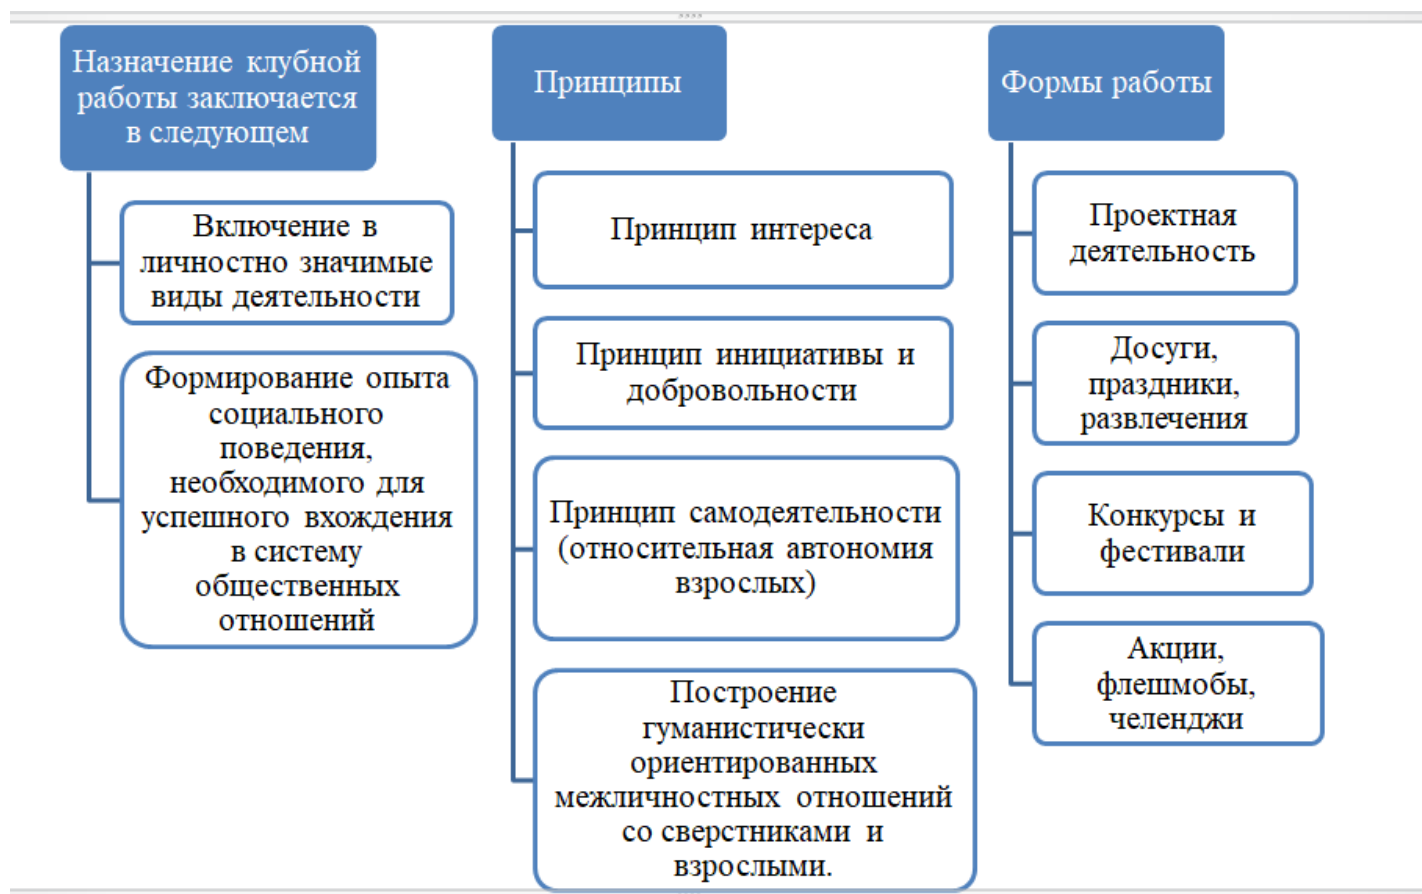 Назначение клубной
работы заключается
в следующем
Включение в
личностно значимые
виды деятельности
Формирование опыта
социального
поведения,
необходимого для
успешного вхождения
в систему
общественных
отношений
Принципы
Принцип интереса
Принцип инициативы и
добровольности
Принцип самодеятельности
(относительная автономия
взрослых)
Построение
гуманистически
ориентированных
межличностных отношений
со сверстниками и
взрослыми.
Формы работы
Проектная
деятельность
Досуги,
праздники,
развлечения
Конкурсы и
фестивали
Акции,
флешмобы,
челенджи